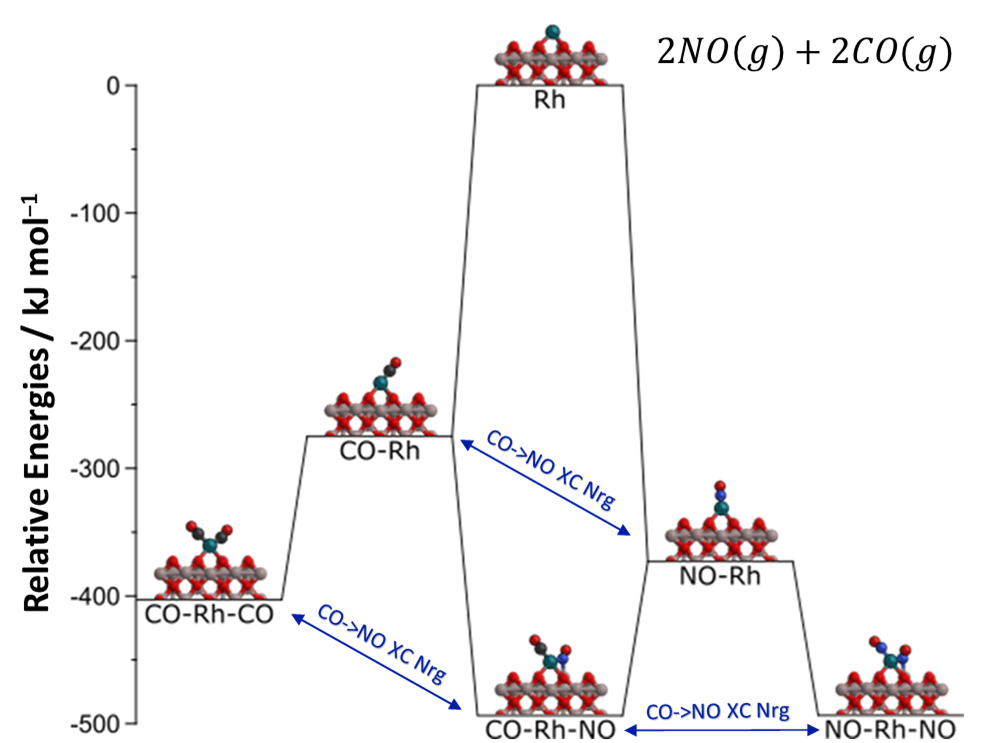 2NO(g) + 2CO(g)
Relative Energies / kJ mol⁻¹
0
-100
-200
-300
-400
-500
Rh
CO-Rh
CO->NO XC Nrg
NO-Rh
CO-Rh-CO
CO->NO XC Nrg
CO-Rh-NO
CO->NO XC Nrg
NO-Rh-NO